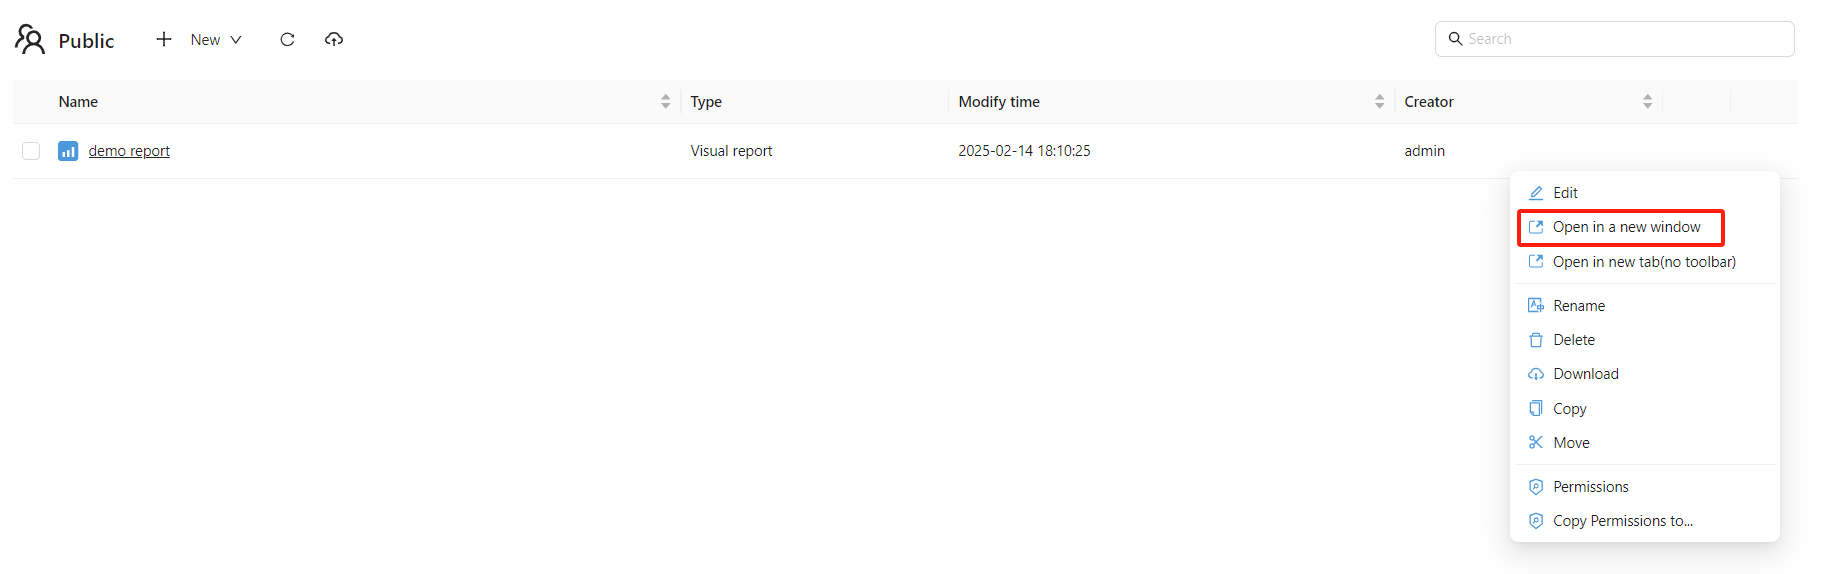 Public New Search
Name Type Modify time Creator
demo report Visual report 2025-02-14 18:10:25 admin
Edit
Open in a new window
Open in new tab(no toolbar)
Rename
Delete
Download
Copy
Move
Permissions
Copy Permissions to...